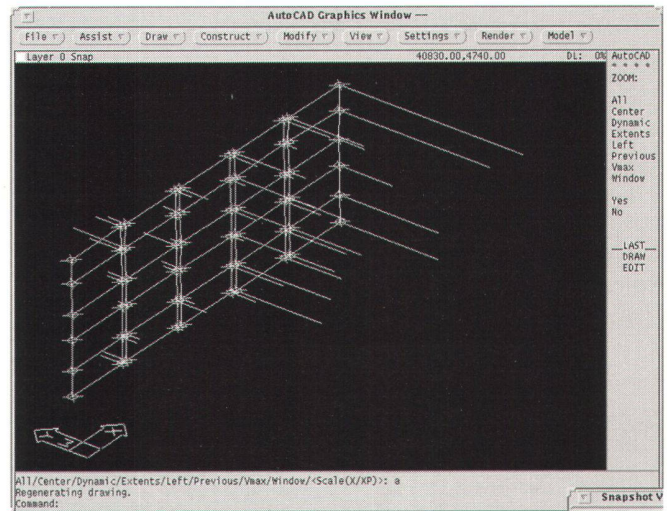 AutoCAD Graphics Window —
File Assist Draw Construct Modify View Settings Render Model
Layer 0 Snap 40830.00,4740.00 DL: 0% AutoCAD
* * * *
ZOOM:
All
Center
Dynamic
Extents
Left
Previous
Vmax
Window
Yes
No
__LAST__
DRAW
EDIT
Y W X
All/Center/Dynamic/Extents/Left/Previous/Vmax/Window/<Scale(X/XP)>: a
Regenerating drawing.
Command:
Snapshot V